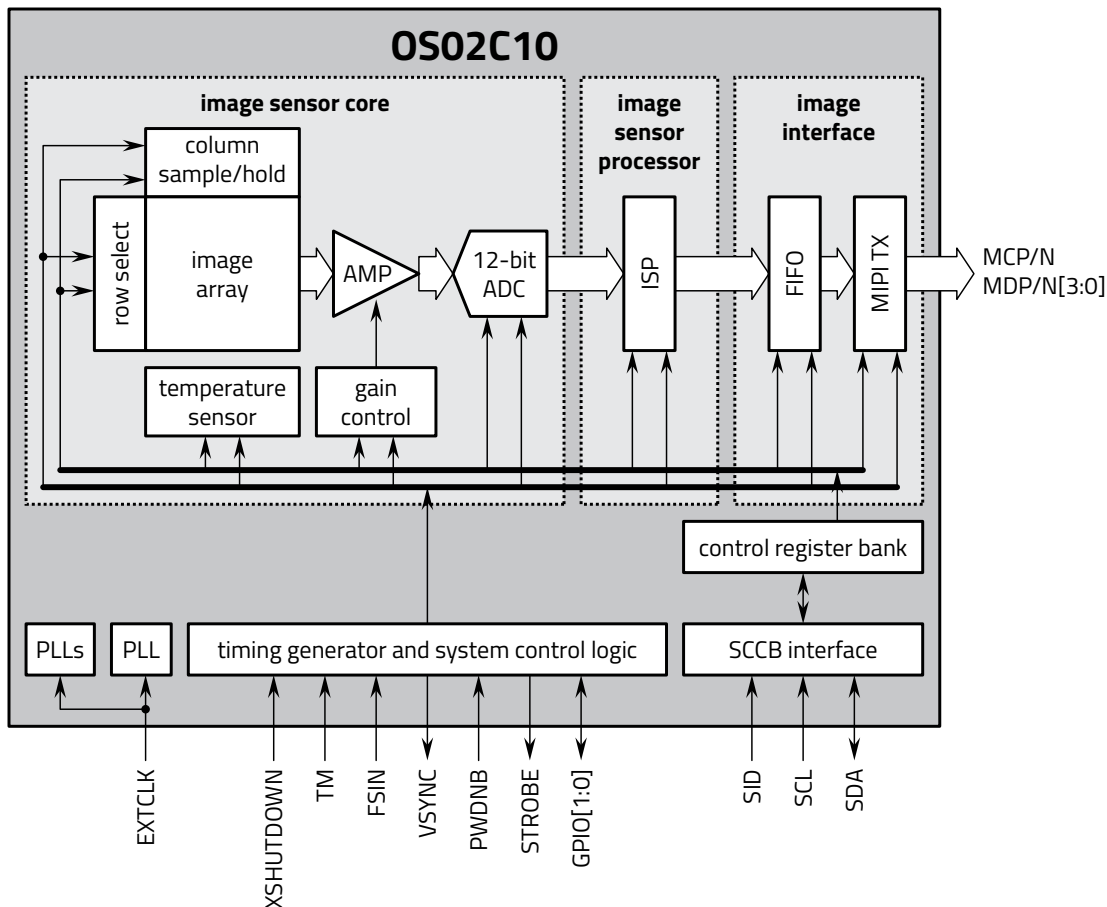 OS02C10
image sensor core
image
sensor
processor
image
interface
column
sample/hold
row select
image
array
AMP
12-bit
ADC
ISP
FIFO
MIPI TX
MCP/N
MDP/N[3:0]
temperature
sensor
gain
control
control register bank
PLLs
PLL
timing generator and system control logic
SCCB interface
EXTCLK
XSHUTDOWN
TM
FSIN
VSYNC
PWDNB
STROBE
GPIO[1:0]
SID
SCL
SDA